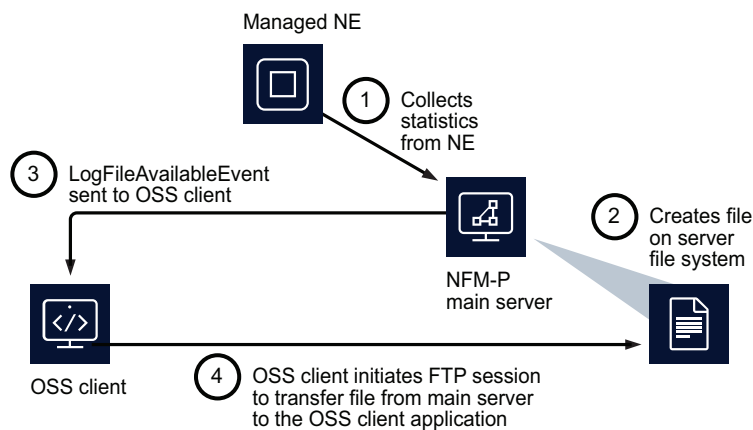 Managed NE
1
Collects
statistics
from NE
3
LogFileAvailableEvent
sent to OSS client
2
Creates file
on server
file system
NFM-P
main server
</>
OSS client
4
OSS client initiates FTP session
to transfer file from main server
to the OSS client application